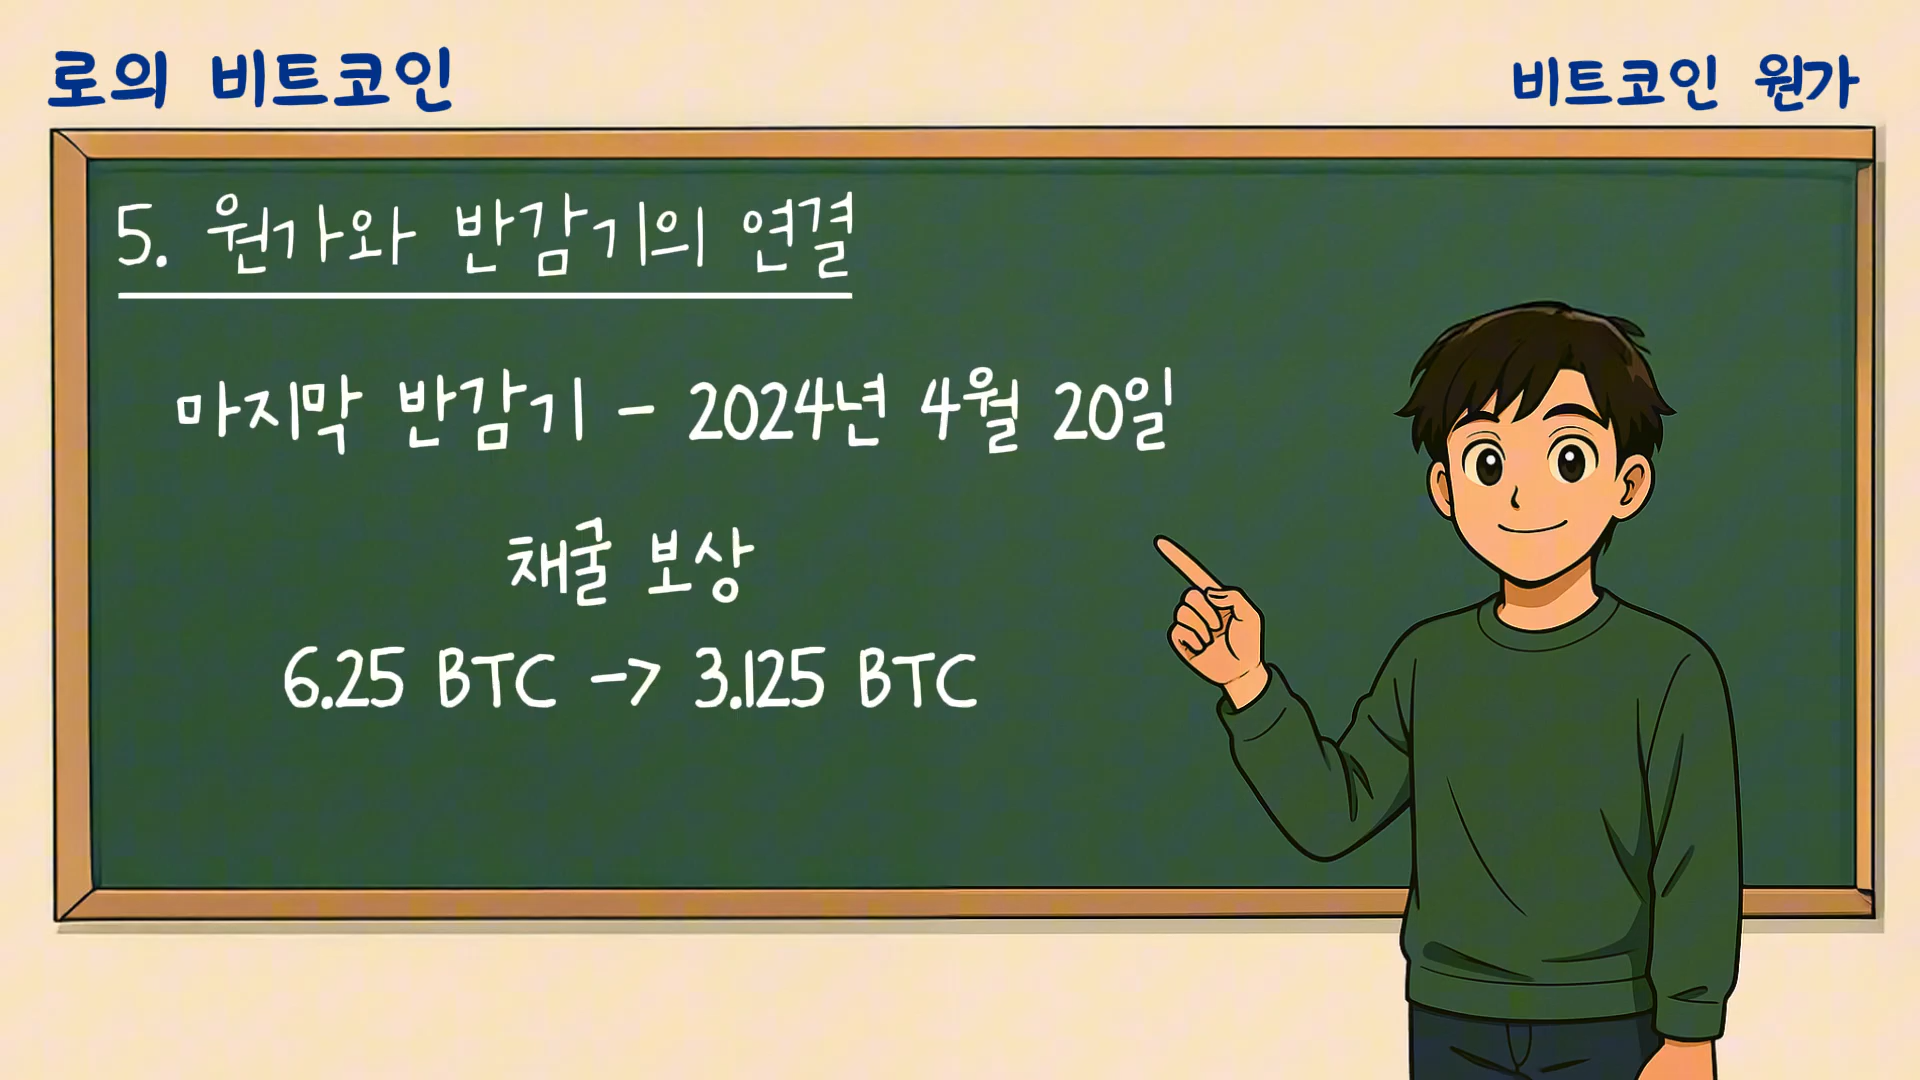 로의 비트코인
비트코인 원가
5. 원가와 반감기의 연결
마지막 반감기 - 2024년 4월 20일
채굴 보상
6.25 BTC -> 3.125 BTC